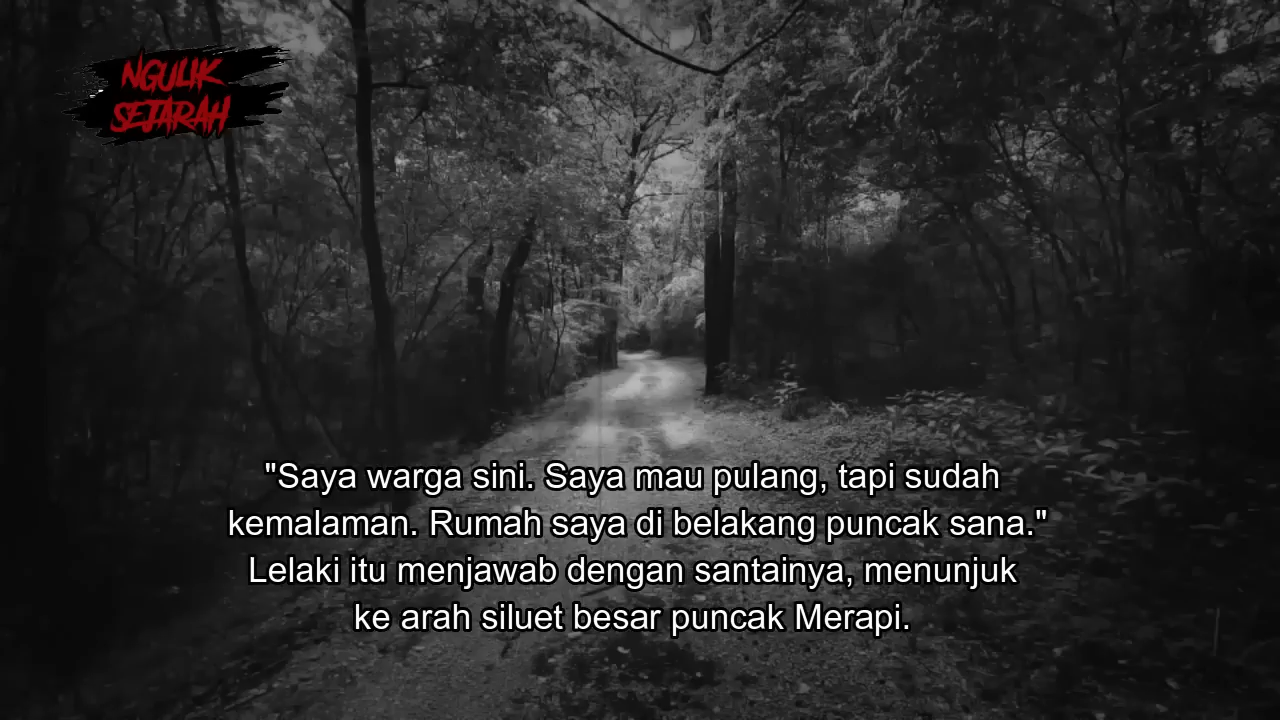 NGULIK
SEJARAH
"Saya warga sini. Saya mau pulang, tapi sudah
kemalaman. Rumah saya di belakang puncak sana."
Lelaki itu menjawab dengan santainya, menunjuk
ke arah siluet besar puncak Merapi.